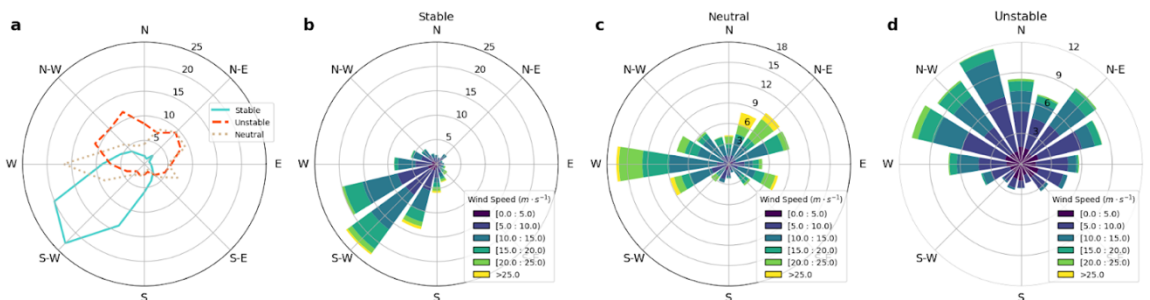 a
N
25
20
15
10
5
N-W
N-E
W
E
S-W
S-E
S
Stable
Unstable
Neutral
b
Stable
N
25
20
15
10
5
N-W
N-E
W
E
S-W
S
Wind Speed (m · s⁻¹)
[0.0 : 5.0)
[5.0 : 10.0)
[10.0 : 15.0)
[15.0 : 20.0)
[20.0 : 25.0)
>25.0
c
Neutral
N
18
15
12
9
6
3
N-W
N-E
W
E
S-W
S
Wind Speed (m · s⁻¹)
[0.0 : 5.0)
[5.0 : 10.0)
[10.0 : 15.0)
[15.0 : 20.0)
[20.0 : 25.0)
>25.0
d
Unstable
N
12
9
6
3
N-W
N-E
W
E
S-W
S
Wind Speed (m · s⁻¹)
[0.0 : 5.0)
[5.0 : 10.0)
[10.0 : 15.0)
[15.0 : 20.0)
[20.0 : 25.0)
>25.0